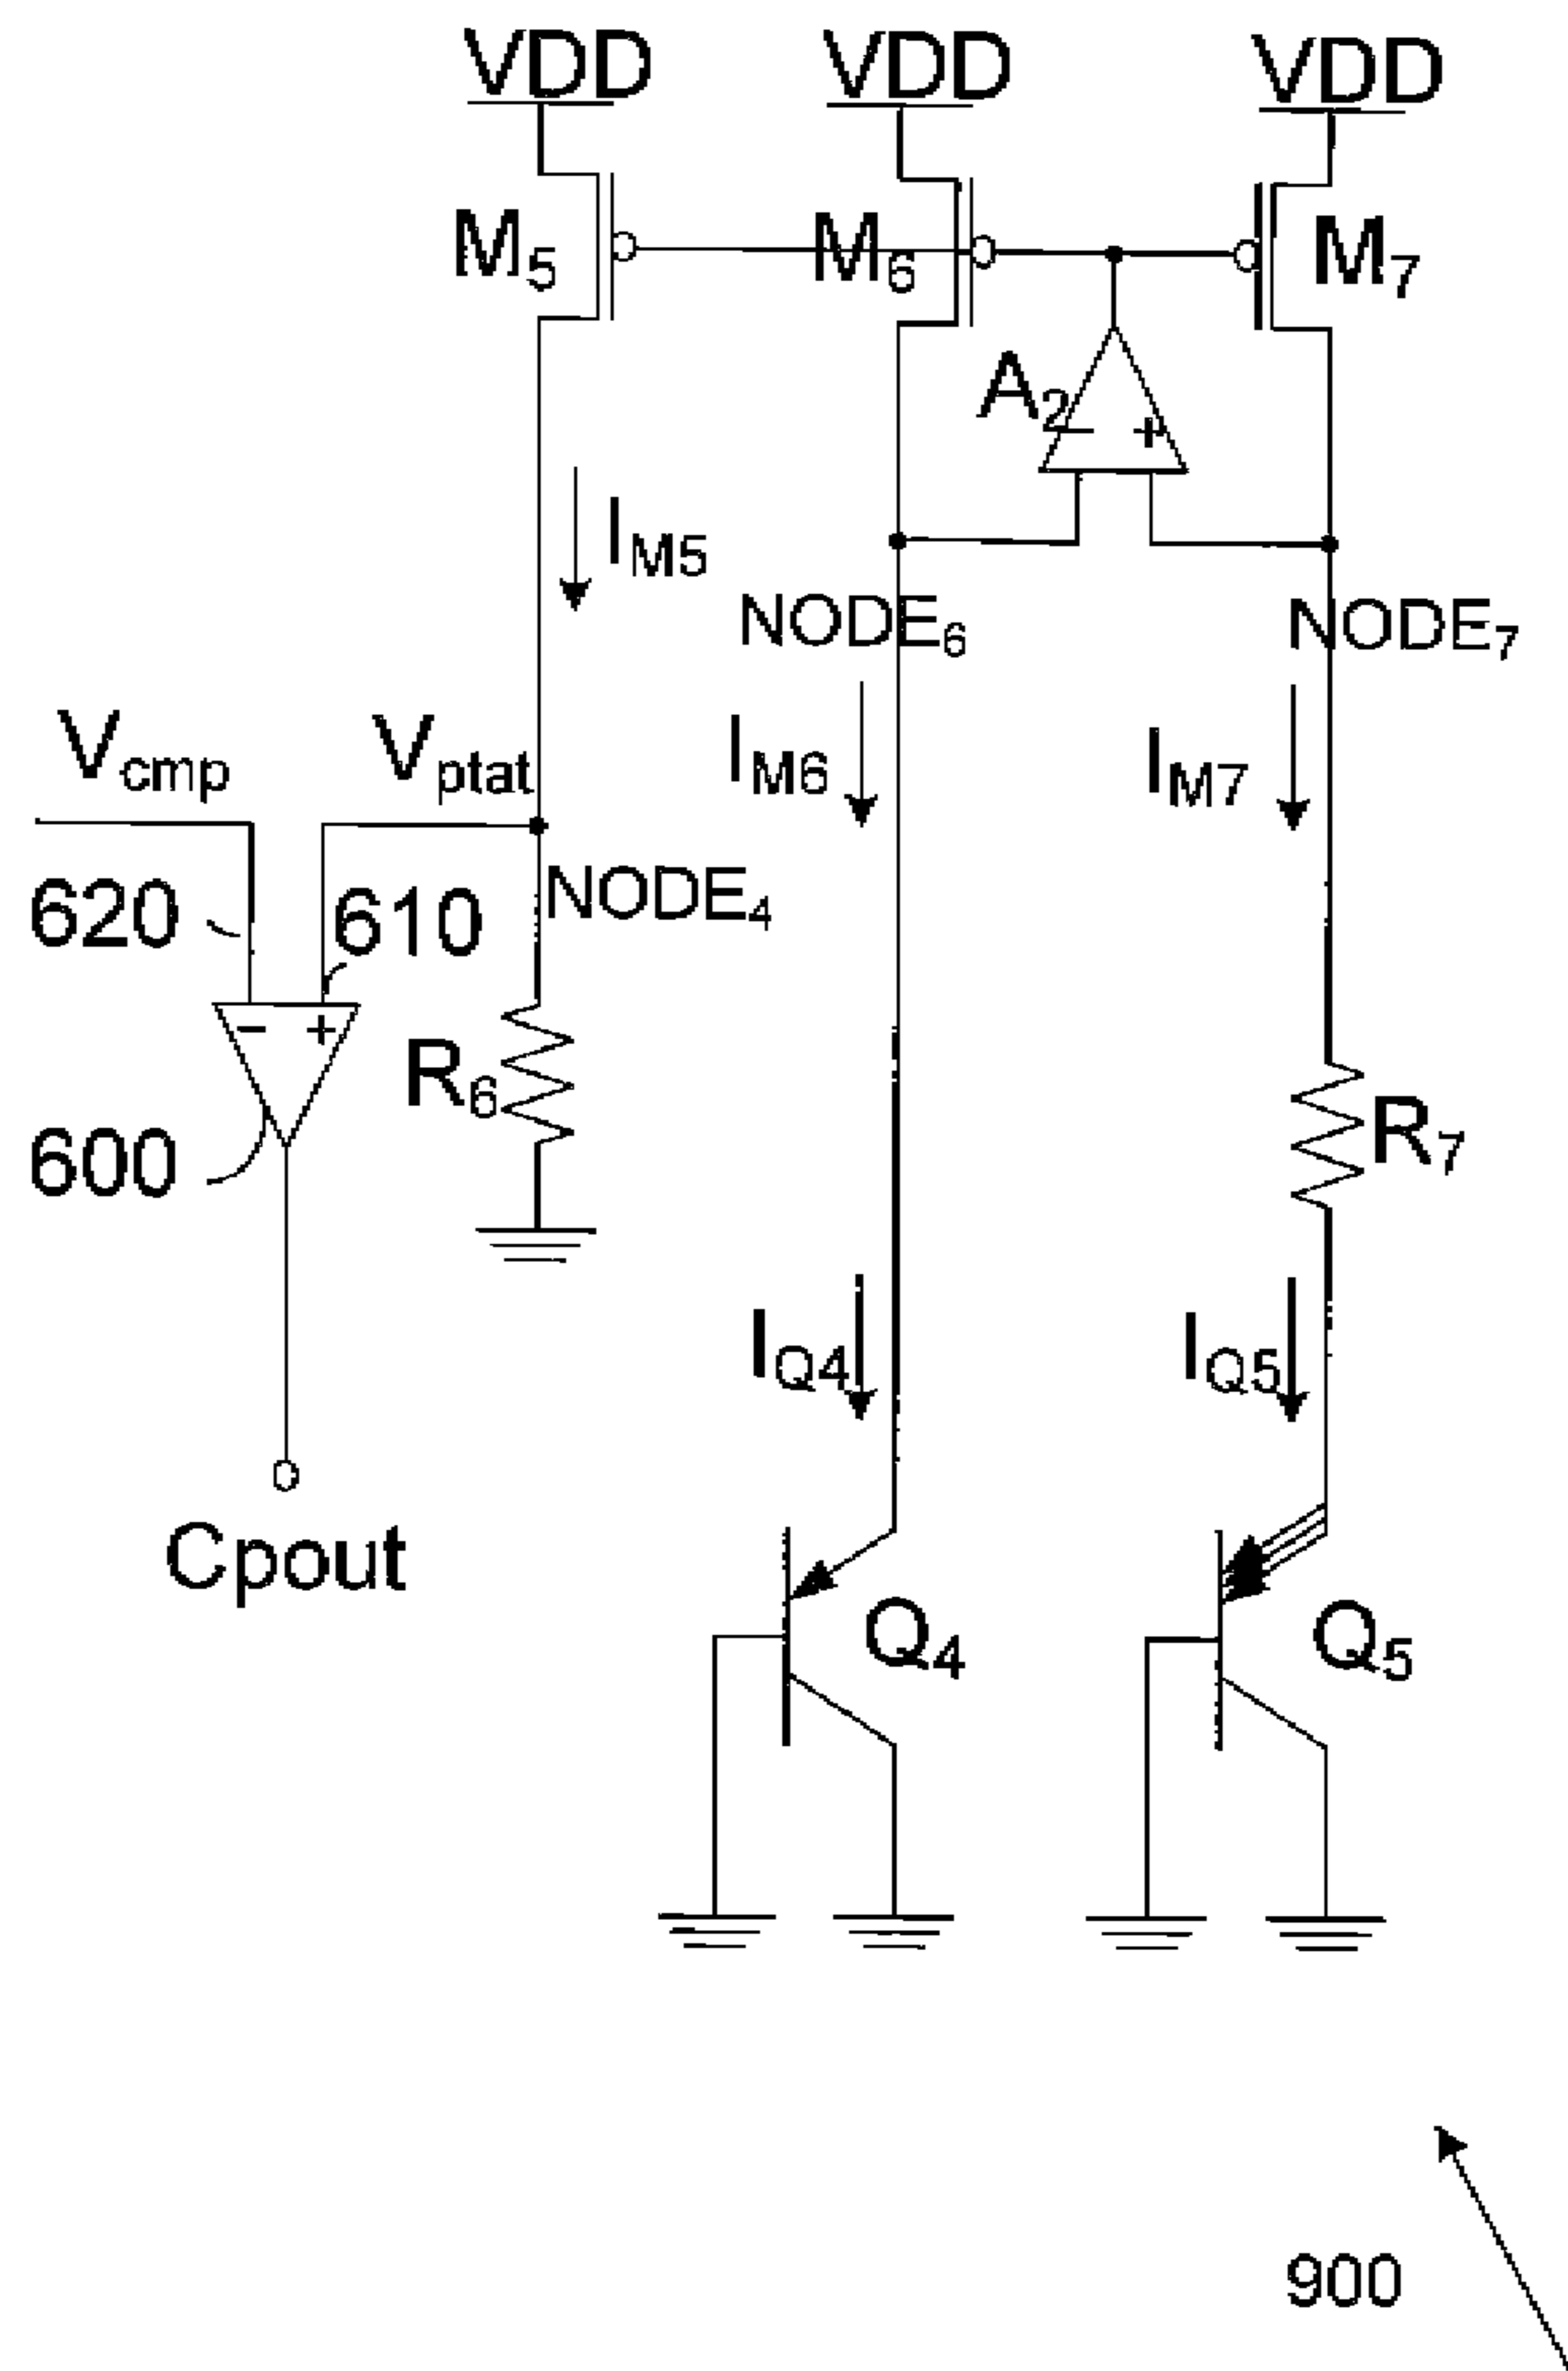 VDD VDD VDD
M5 M6 M7
A2
- +
IM5
NODE6 NODE7
Vcmp Vptat IM6 IM7
620 610 NODE4
- +
R6 R7
600
IQ4 IQ5
Cpout
Q4 Q5
900